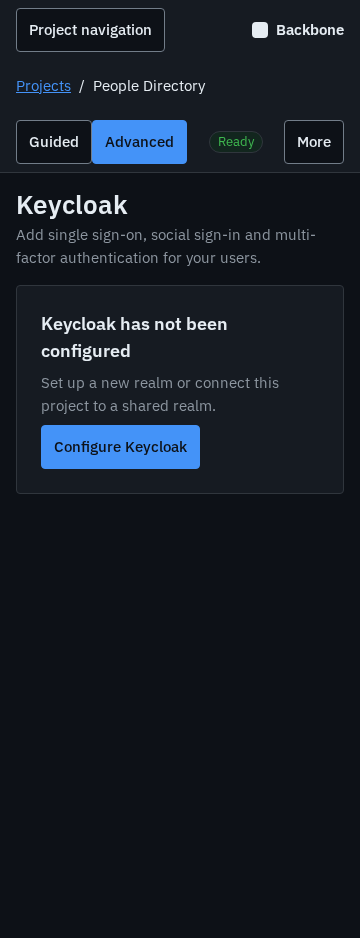 Project navigation
Backbone
Projects / People Directory
Guided
Advanced
Ready
More
Keycloak
Add single sign-on, social sign-in and multi-
factor authentication for your users.
Keycloak has not been
configured
Set up a new realm or connect this
project to a shared realm.
Configure Keycloak